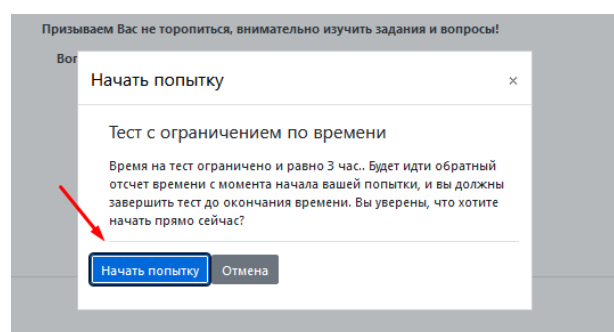 Призываем Вас не торопиться, внимательно изучить задания и вопросы!
Начать попытку ×
Тест с ограничением по времени
Время на тест ограничено и равно 3 час.. Будет идти обратный
отсчет времени с момента начала вашей попытки, и вы должны
завершить тест до окончания времени. Вы уверены, что хотите
начать прямо сейчас?
Начать попытку Отмена